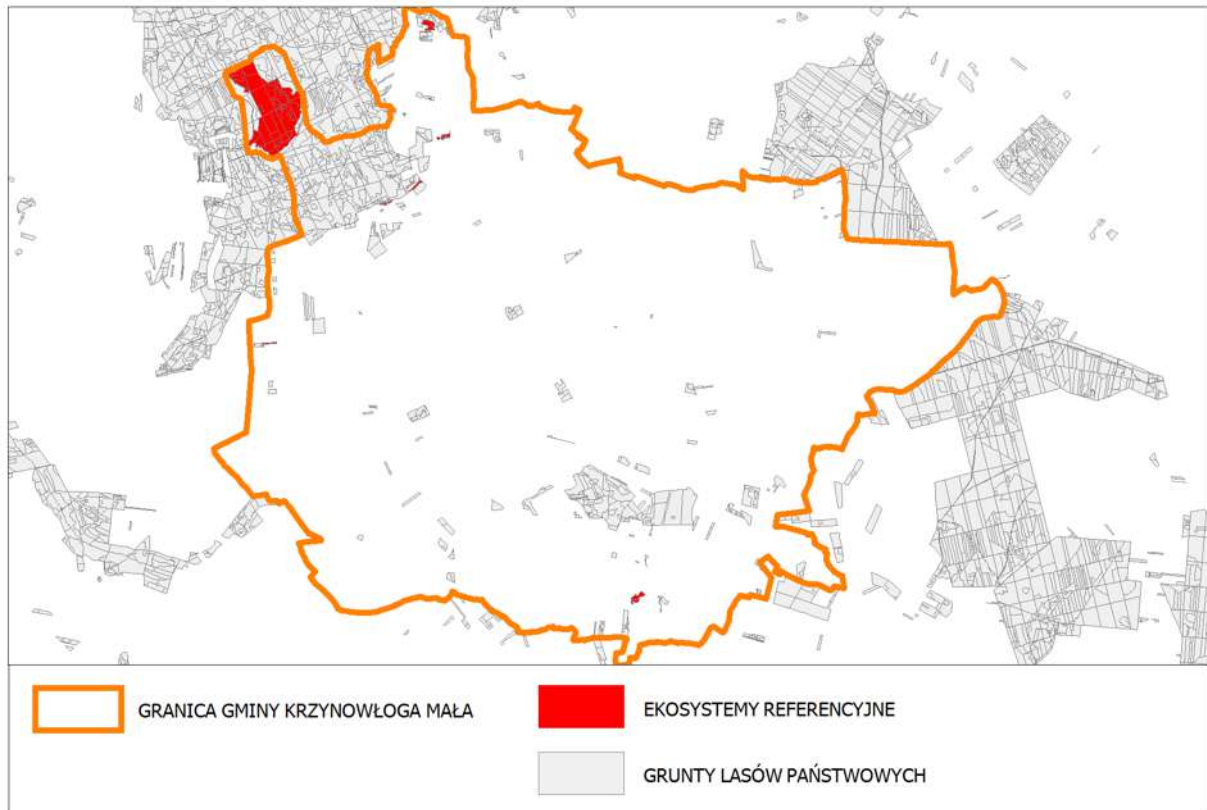 GRANICA GMINY KRZYNOWŁOGA MAŁA
EKOSYSTEMY REFERENCYJNE
GRUNTY LASÓW PAŃSTWOWYCH